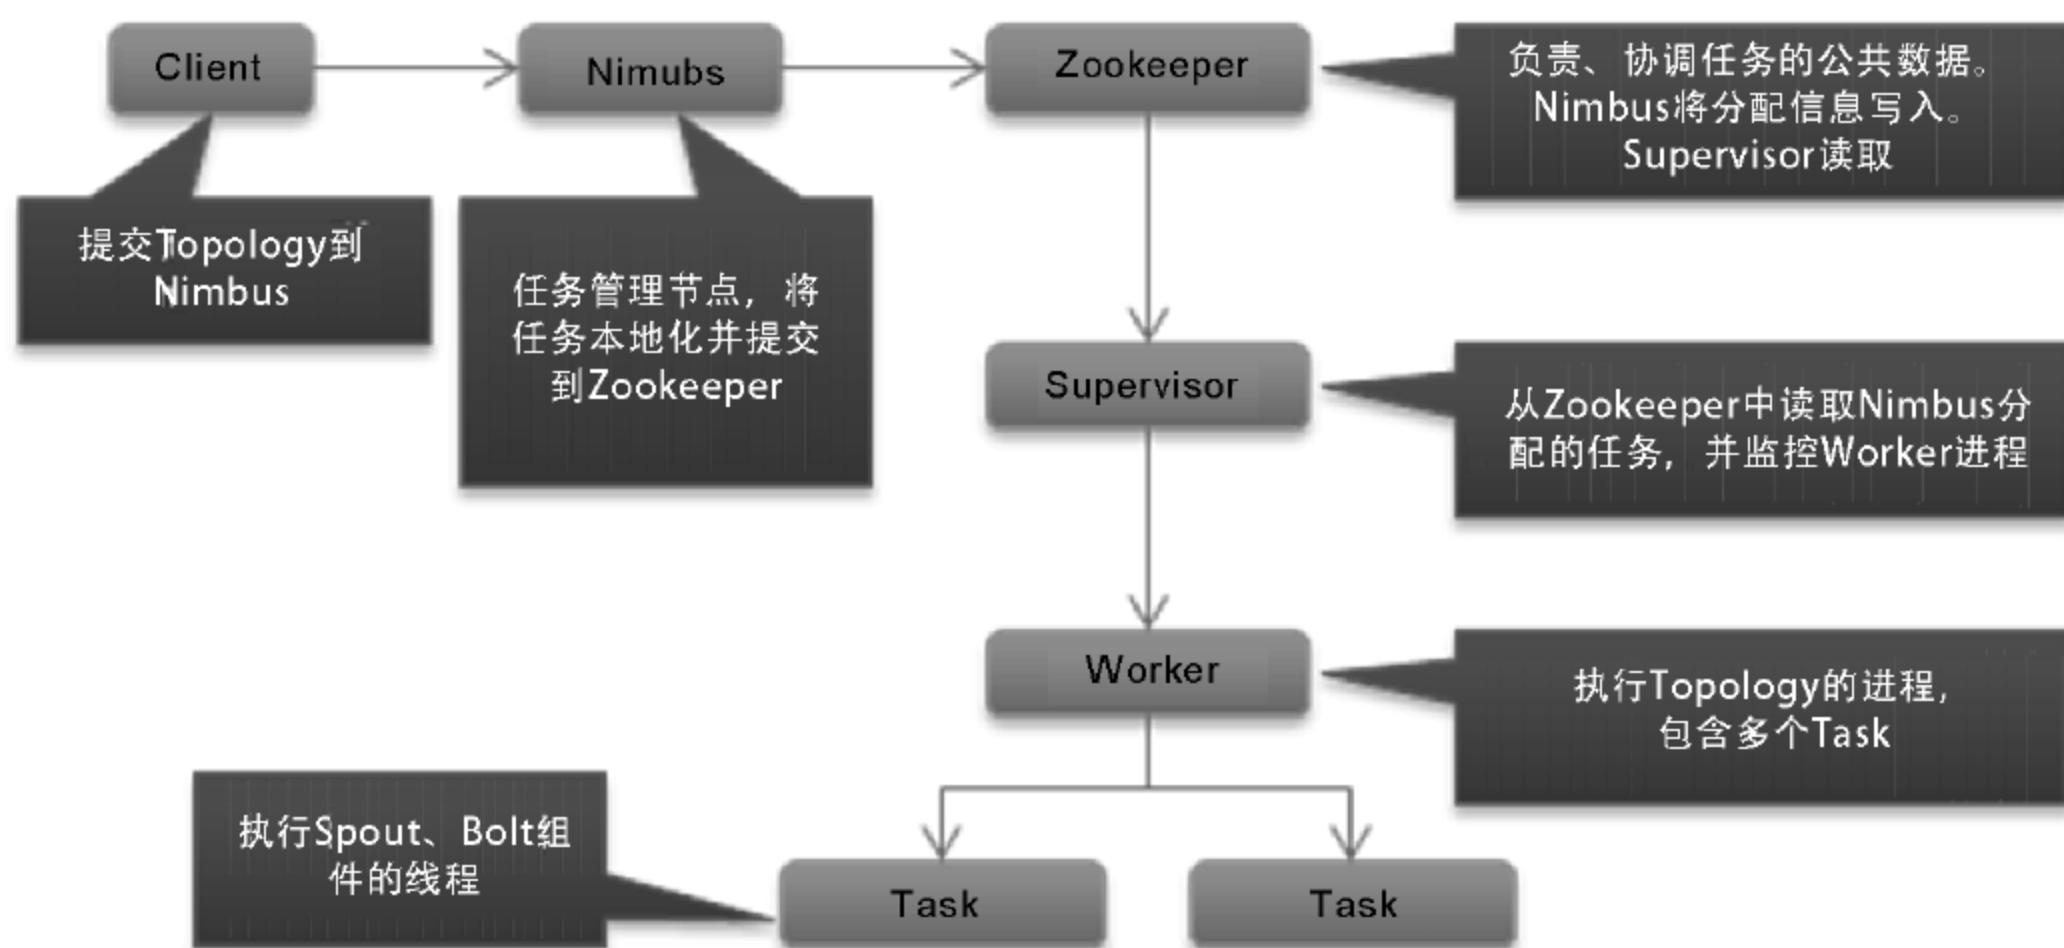 Client
Nimubs
Zookeeper
负责、协调任务的公共数据。
Nimbus将分配信息写入。
Supervisor读取
提交Topology到
Nimbus
任务管理节点，将
任务本地化并提交
到Zookeeper
Supervisor
从Zookeeper中读取Nimbus分
配的任务，并监控Worker进程
Worker
执行Topology的进程,
包含多个Task
执行Spout、Bolt组
件的线程
Task
Task